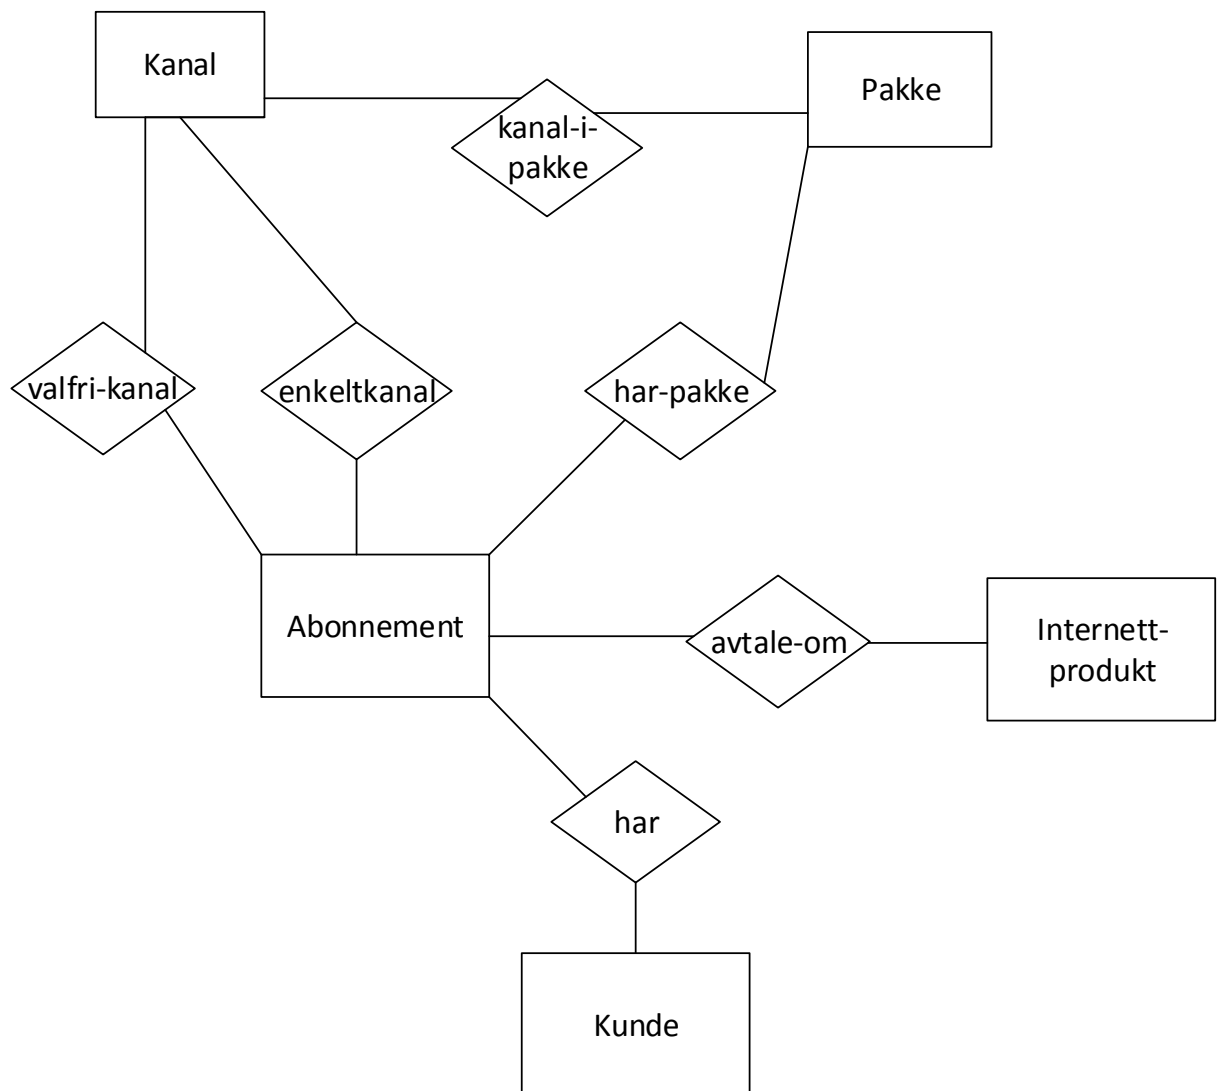 Kanal
Pakke
kanal-i-
pakke
valfri-kanal
enkeltkanal
har-pakke
Abonnement
avtale-om
Internett-
produkt
har
Kunde